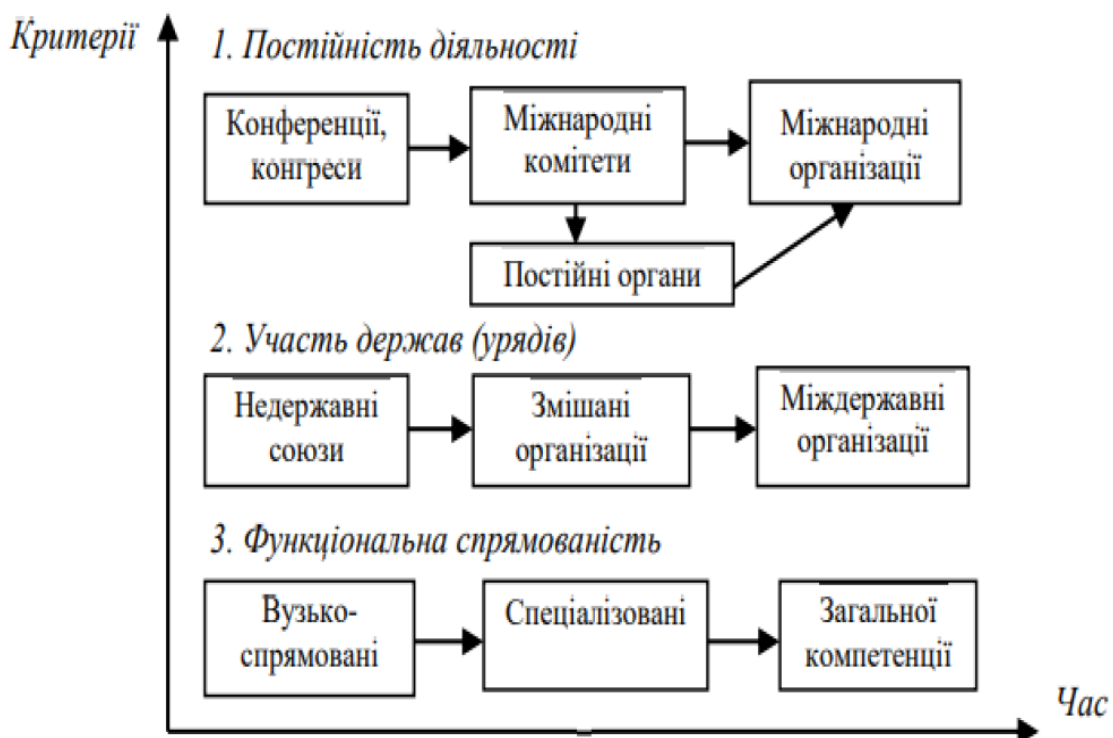 Критерії
1. Постійність діяльності
Конференції,
конгреси
Міжнародні
комітети
Міжнародні
організації
Постійні органи
2. Участь держав (урядів)
Недержавні
союзи
Змішані
організації
Міждержавні
організації
3. Функціональна спрямованість
Вузько-
спрямовані
Спеціалізовані
Загальної
компетенції
Час